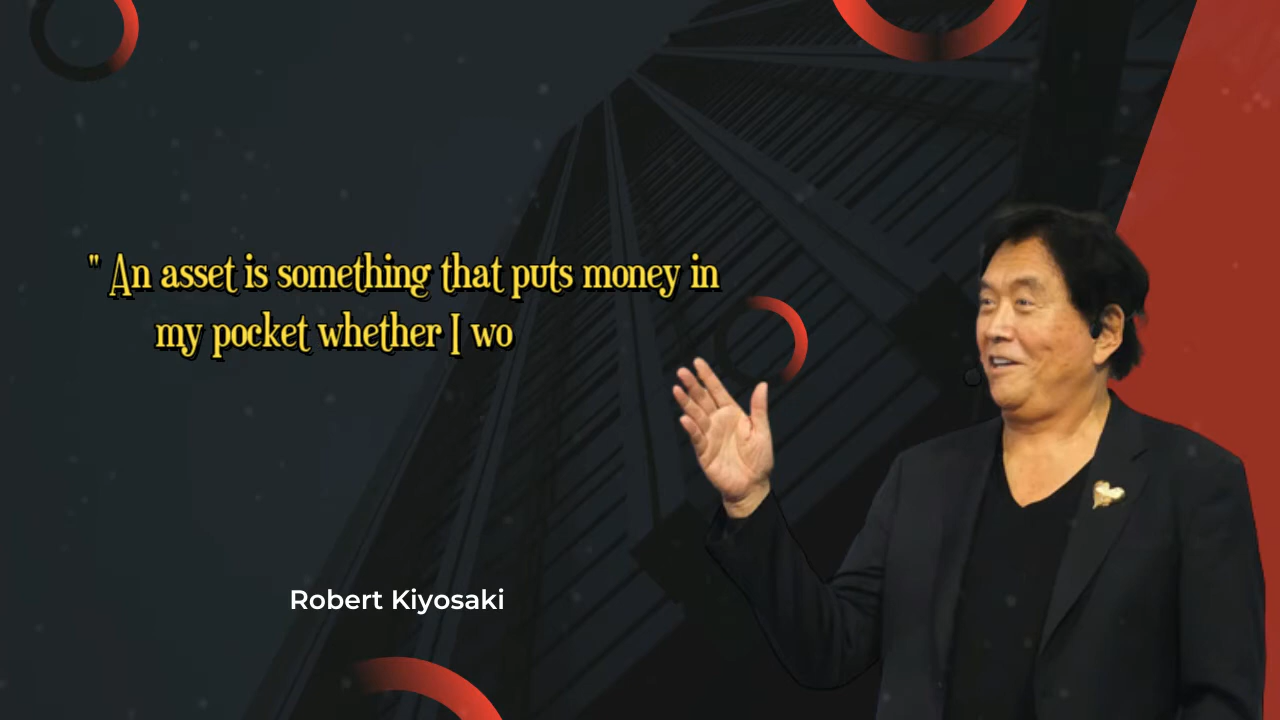 " An asset is something that puts money in
my pocket whether I wo
Robert Kiyosaki